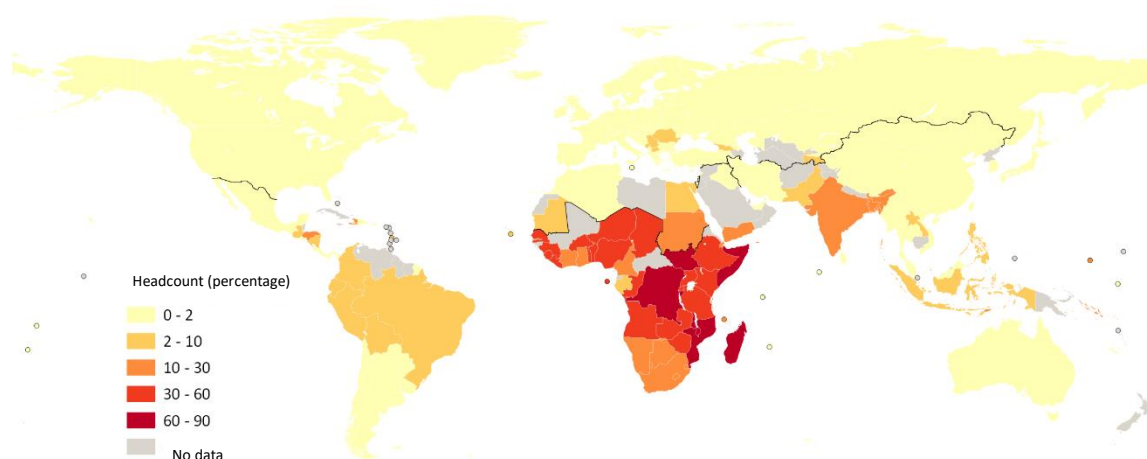 Headcount (percentage)
0 - 2
2 - 10
10 - 30
30 - 60
60 - 90
No data